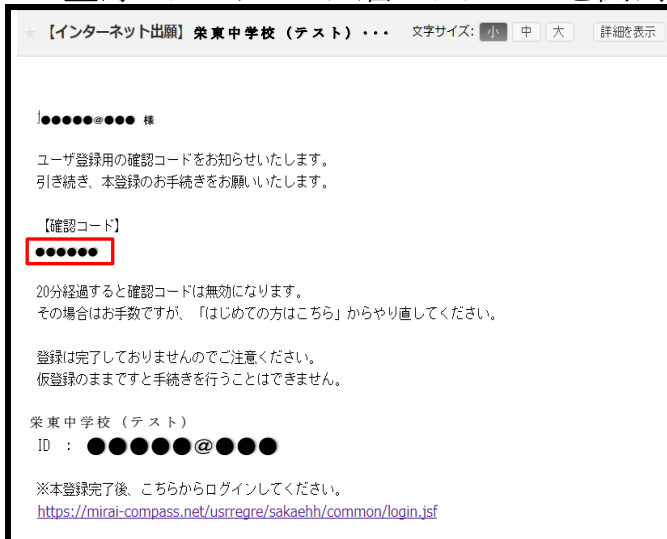 【インターネット出願】栄東中学校（テスト）・・・ 文字サイズ: 小 中 大 詳細を表示
●●●●●@●●● 様
ユーザ登録用の確認コードをお知らせいたします。
引き続き、本登録のお手続きをお願いいたします。
【確認コード】
●●●●●●
20分経過すると確認コードは無効になります。
その場合はお手数ですが、「はじめての方はこちら」からやり直してください。
登録は完了しておりませんのでご注意ください。
仮登録のままですと手続きを行うことはできません。
栄東中学校（テスト）
ID : ●●●●●@●●●
※本登録完了後、こちらからログインしてください。
https://mirai-compass.net/usrregre/sakaehh/common/login.jsf